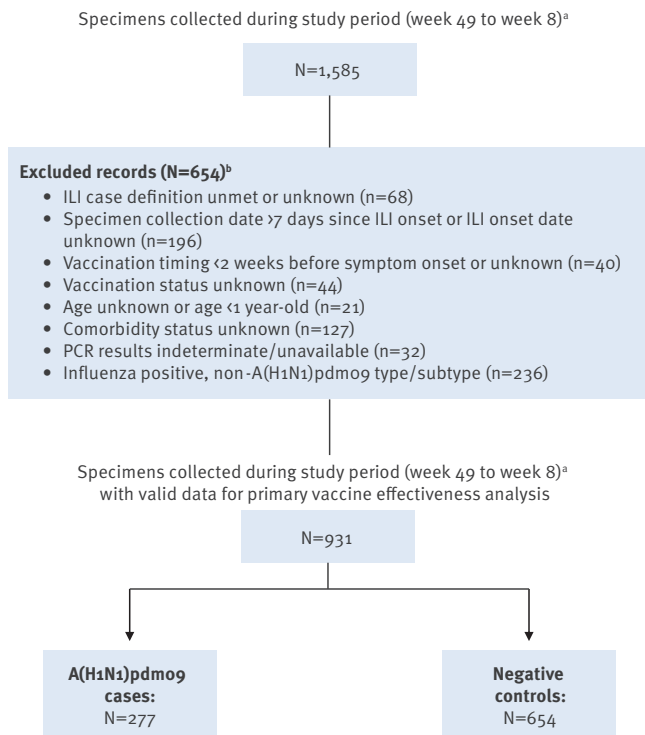 Specimens collected during study period (week 49 to week 8)ᵃ
N=1,585
Excluded records (N=654)ᵇ
• ILI case definition unmet or unknown (n=68)
• Specimen collection date >7 days since ILI onset or ILI onset date
unknown (n=196)
• Vaccination timing <2 weeks before symptom onset or unknown (n=40)
• Vaccination status unknown (n=44)
• Age unknown or age <1 year-old (n=21)
• Comorbidity status unknown (n=127)
• PCR results indeterminate/unavailable (n=32)
• Influenza positive, non-A(H1N1)pdm09 type/subtype (n=236)
Specimens collected during study period (week 49 to week 8)ᵃ
with valid data for primary vaccine effectiveness analysis
N=931
A(H1N1)pdm09
cases:
N=277
Negative
controls:
N=654